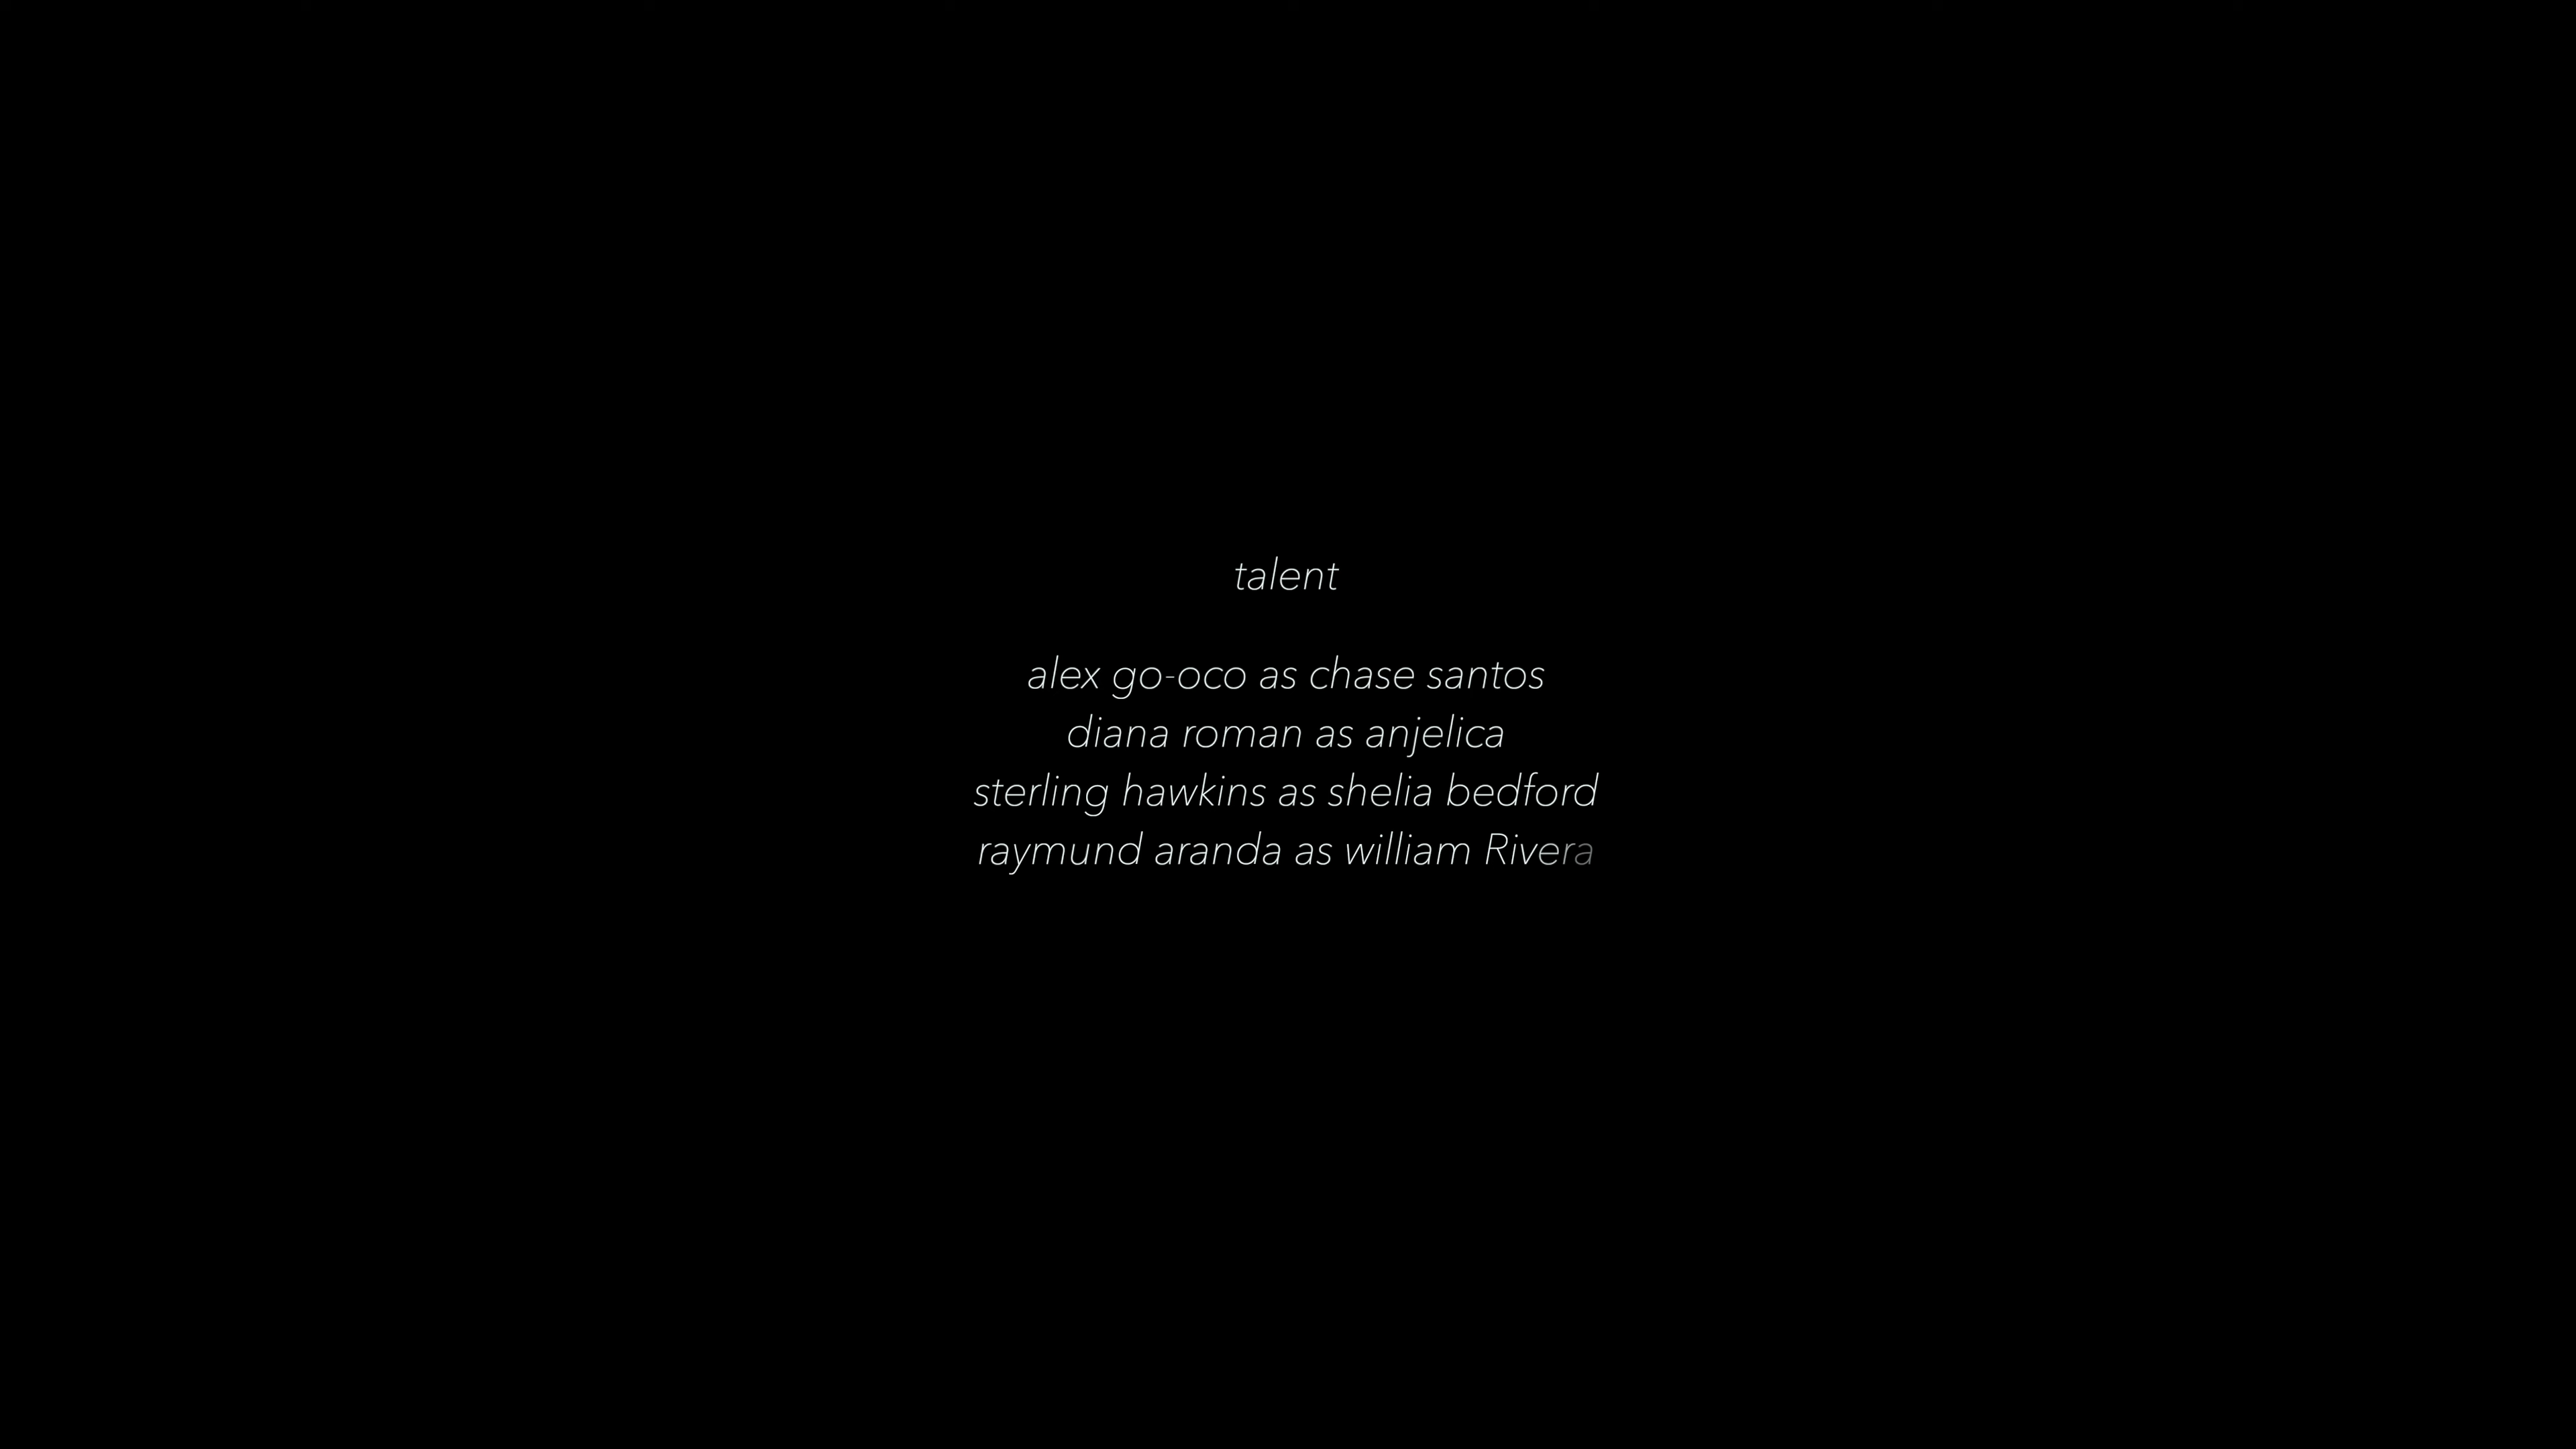 talent
alex go-oco as chase santos
diana roman as anjelica
sterling hawkins as shelia bedford
raymund aranda as william Rivera